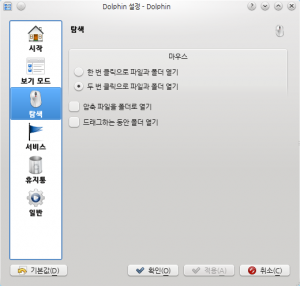 Dolphin 설정 - Dolphin
시작
보기 모드
탐색
서비스
휴지통
일반
탐색
마우스
한 번 클릭으로 파일과 폴더 열기
두 번 클릭으로 파일과 폴더 열기
압축 파일을 폴더로 열기
드래그하는 동안 폴더 열기
기본값(D)
확인(O)
적용(A)
취소(C)